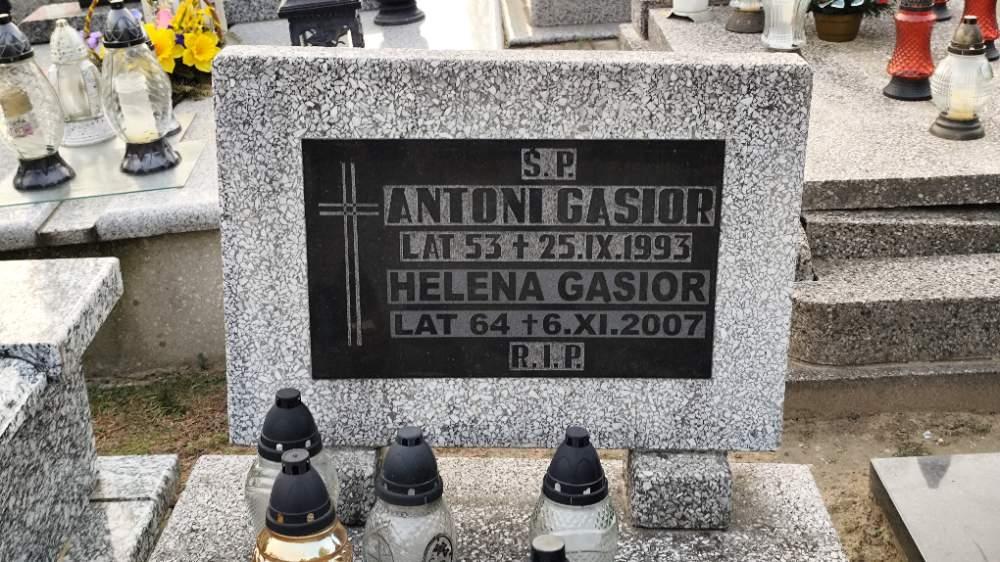 Ś.P.
ANTONI GĄSIOR
LAT 53 † 25.IX.1993
HELENA GĄSIOR
LAT 64 † 6.XI.2007
R.I.P.